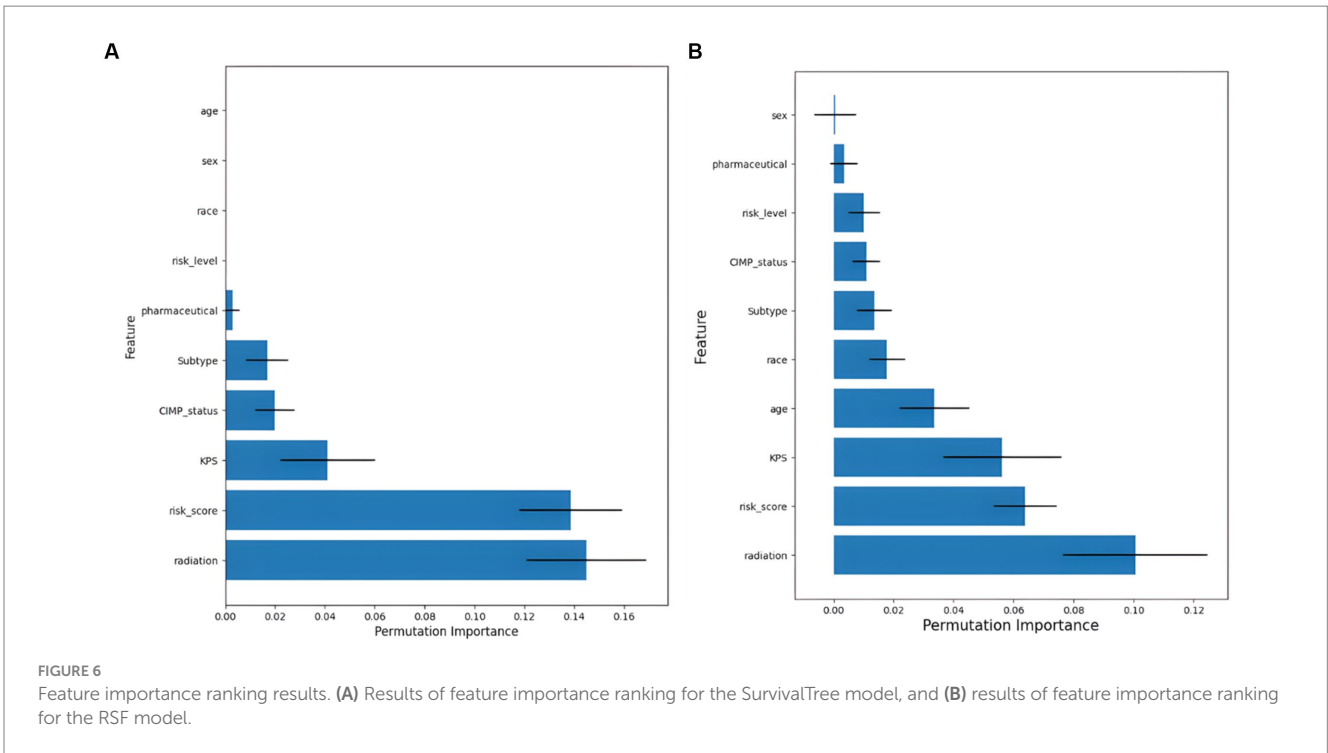 A
age
sex
race
risk_level
pharmaceutical
Subtype
CIMP_status
KPS
risk_score
radiation
Feature
0.00 0.02 0.04 0.06 0.08 0.10 0.12 0.14 0.16
Permutation Importance
B
sex
pharmaceutical
risk_level
CIMP_status
Subtype
race
age
KPS
risk_score
radiation
Feature
0.00 0.02 0.04 0.06 0.08 0.10 0.12
Permutation Importance
FIGURE 6
Feature importance ranking results. (A) Results of feature importance ranking for the SurvivalTree model, and (B) results of feature importance ranking
for the RSF model.